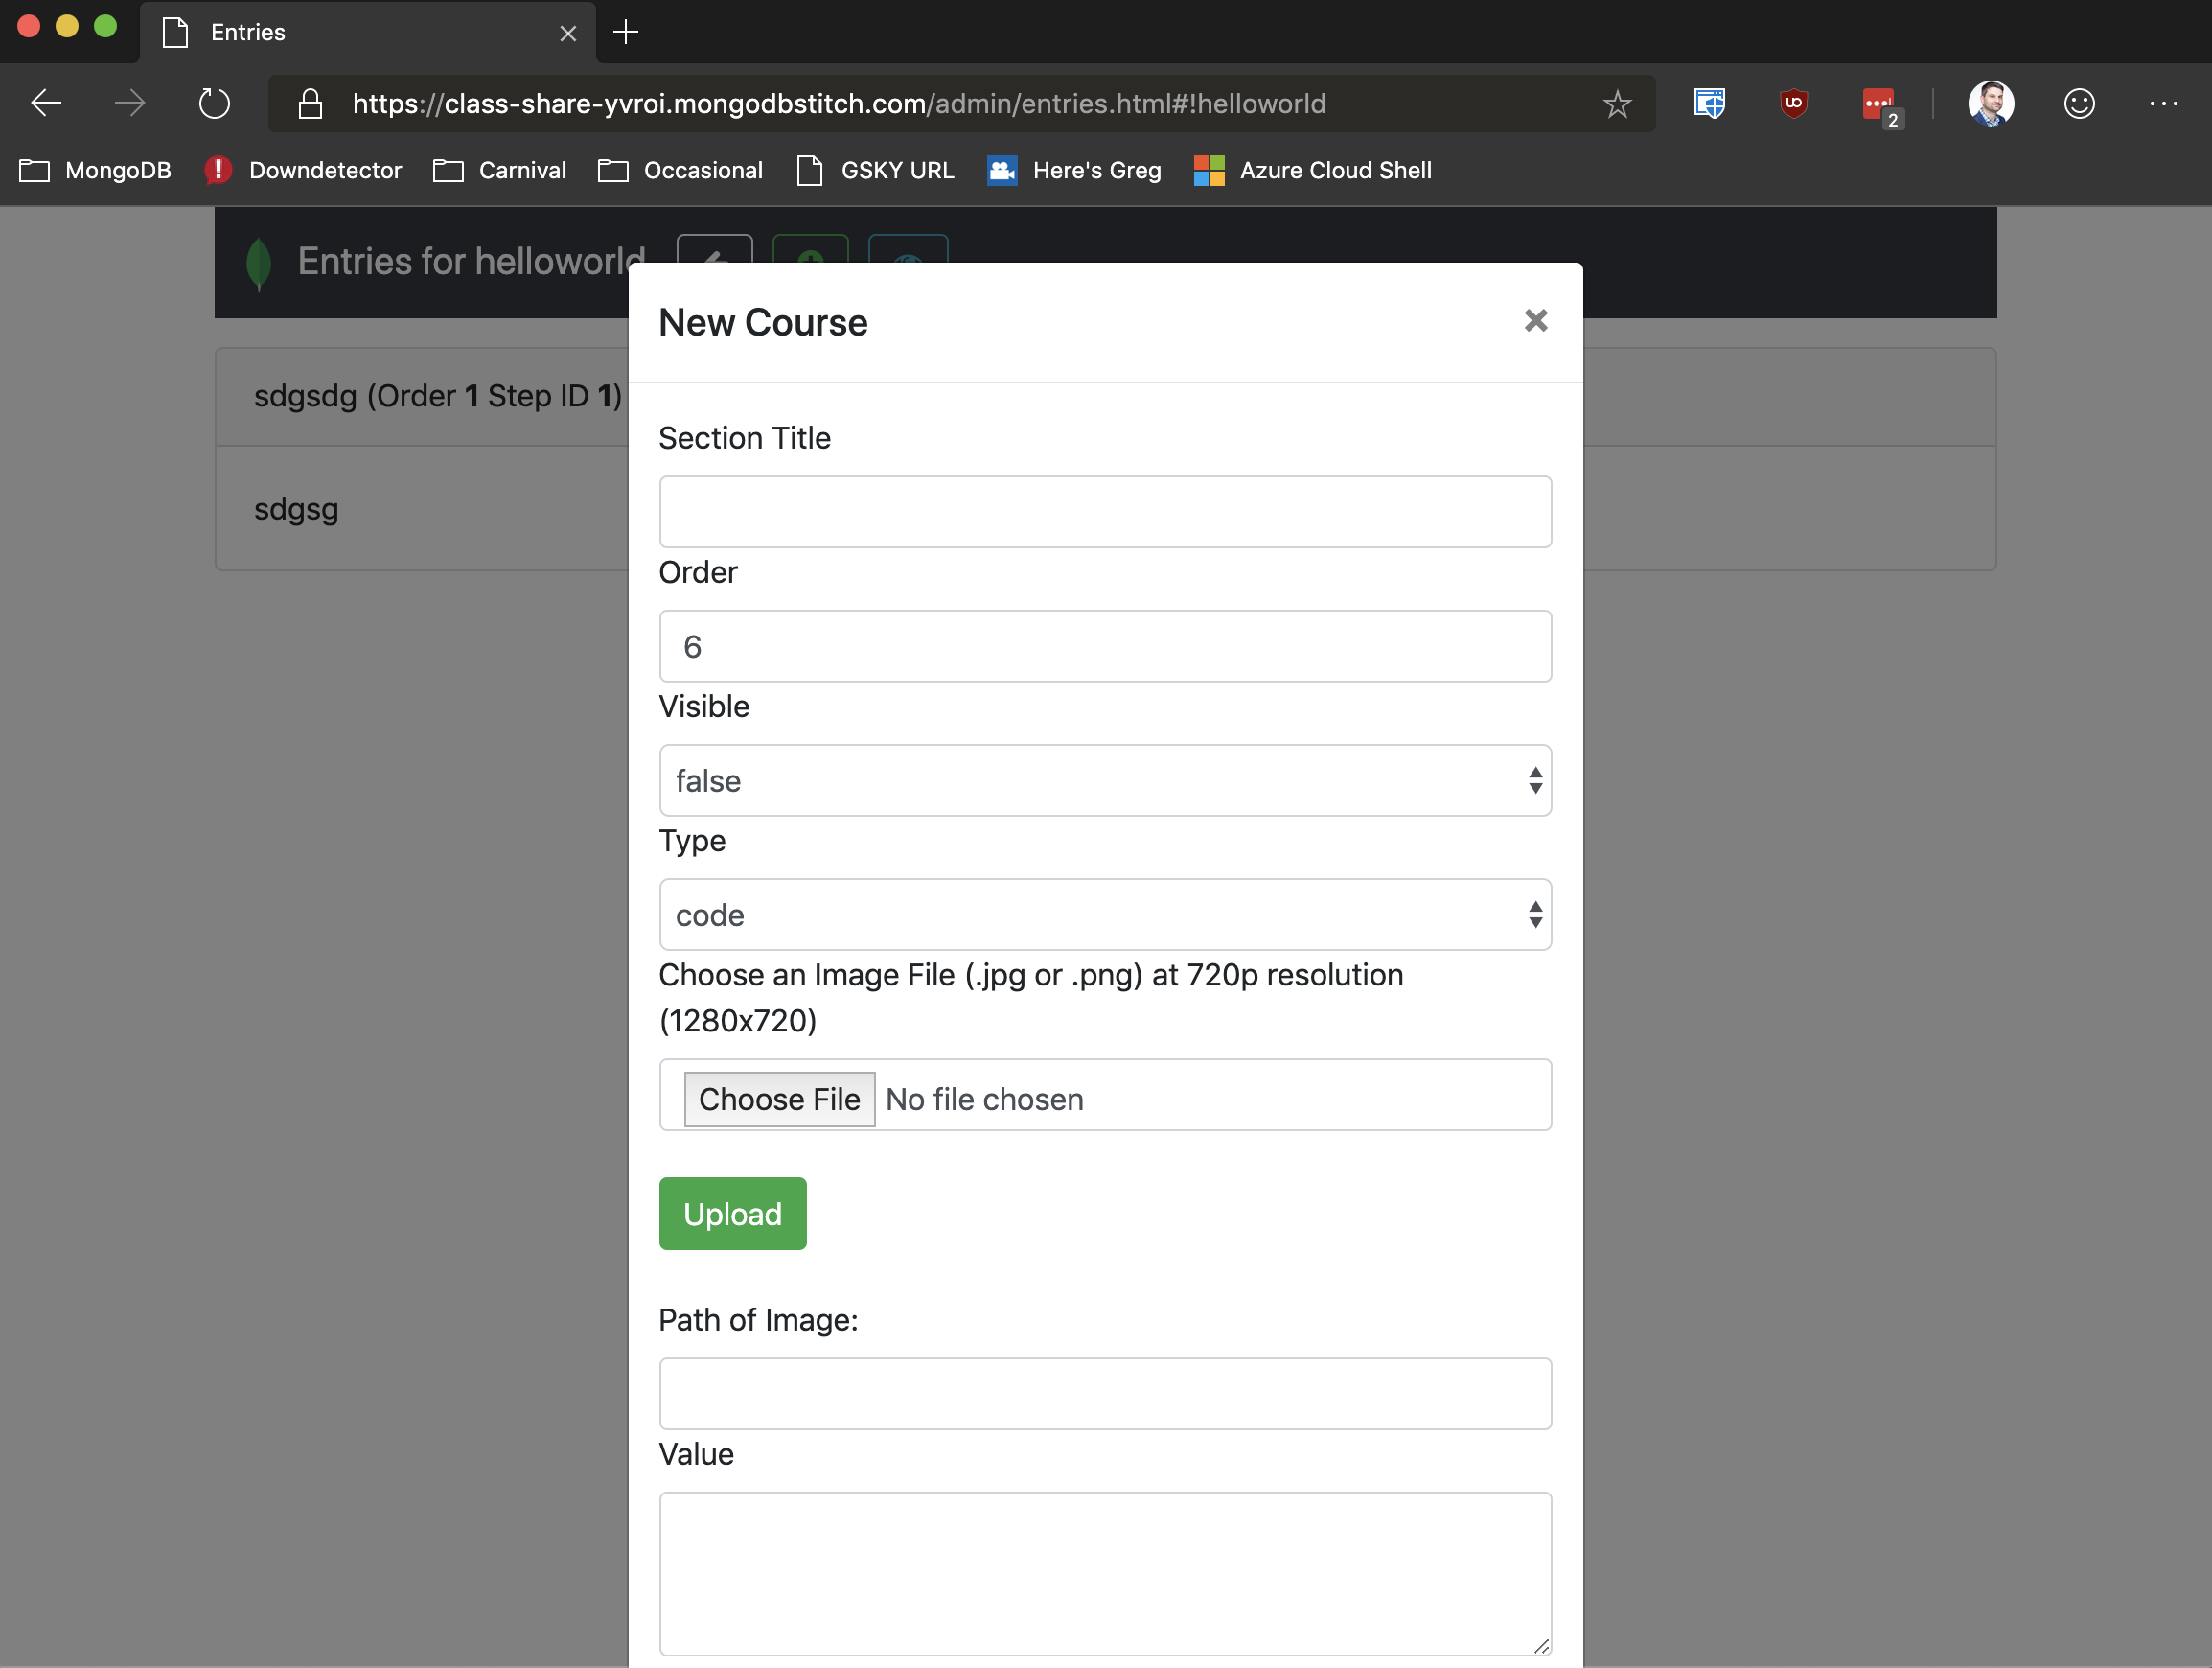 Entries
https://class-share-yvroi.mongodbstitch.com/admin/entries.html#!helloworld
2
MongoDB
Downdetector
Carnival
Occasional
GSKY URL
Here's Greg
Azure Cloud Shell
Entries for helloworld
New Course
sdgsdg (Order 1 Step ID 1)
sdgsg
Section Title
Order
6
Visible
false
Type
code
Choose an Image File (.jpg or .png) at 720p resolution
(1280x720)
Choose File No file chosen
Upload
Path of Image:
Value